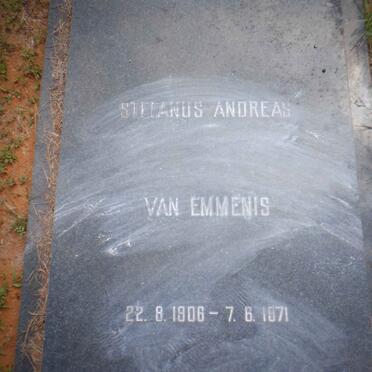 STEFANUS ANDREAS
VAN EMMENIS
22. 8. 1906 – 7. 6. 1971